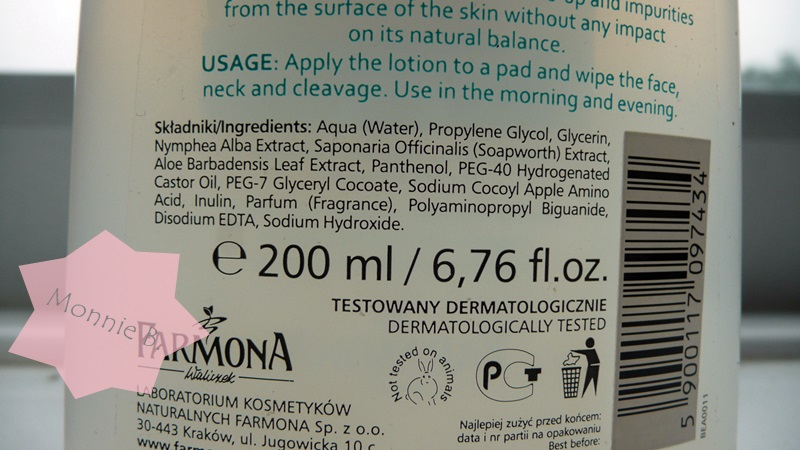 up and impurities
from the surface of the skin without any impact
on its natural balance.
USAGE: Apply the lotion to a pad and wipe the face,
neck and cleavage. Use in the morning and evening.
Składniki/Ingredients: Aqua (Water), Propylene Glycol, Glycerin,
Nymphea Alba Extract, Saponaria Officinalis (Soapworth) Extract,
Aloe Barbadensis Leaf Extract, Panthenol, PEG-40 Hydrogenated
Castor Oil, PEG-7 Glyceryl Cocoate, Sodium Cocoyl Apple Amino
Acid, Inulin, Parfum (Fragrance), Polyaminopropyl Biguanide,
Disodium EDTA, Sodium Hydroxide.
℮ 200 ml / 6,76 fl.oz.
TESTOWANY DERMATOLOGICZNIE
DERMATOLOGICALLY TESTED
Monnie B.
FARMONA
Not tested on animals
LABORATORIUM KOSMETYKÓW
NATURALNYCH FARMONA Sp. z o.o.
30-443 Kraków, ul. Jugowicka 10 c
www.farmo
Najlepiej zużyć przed końcem:
data i nr partii na opakowaniu
Best before:
5 900117 097434
BEA0011